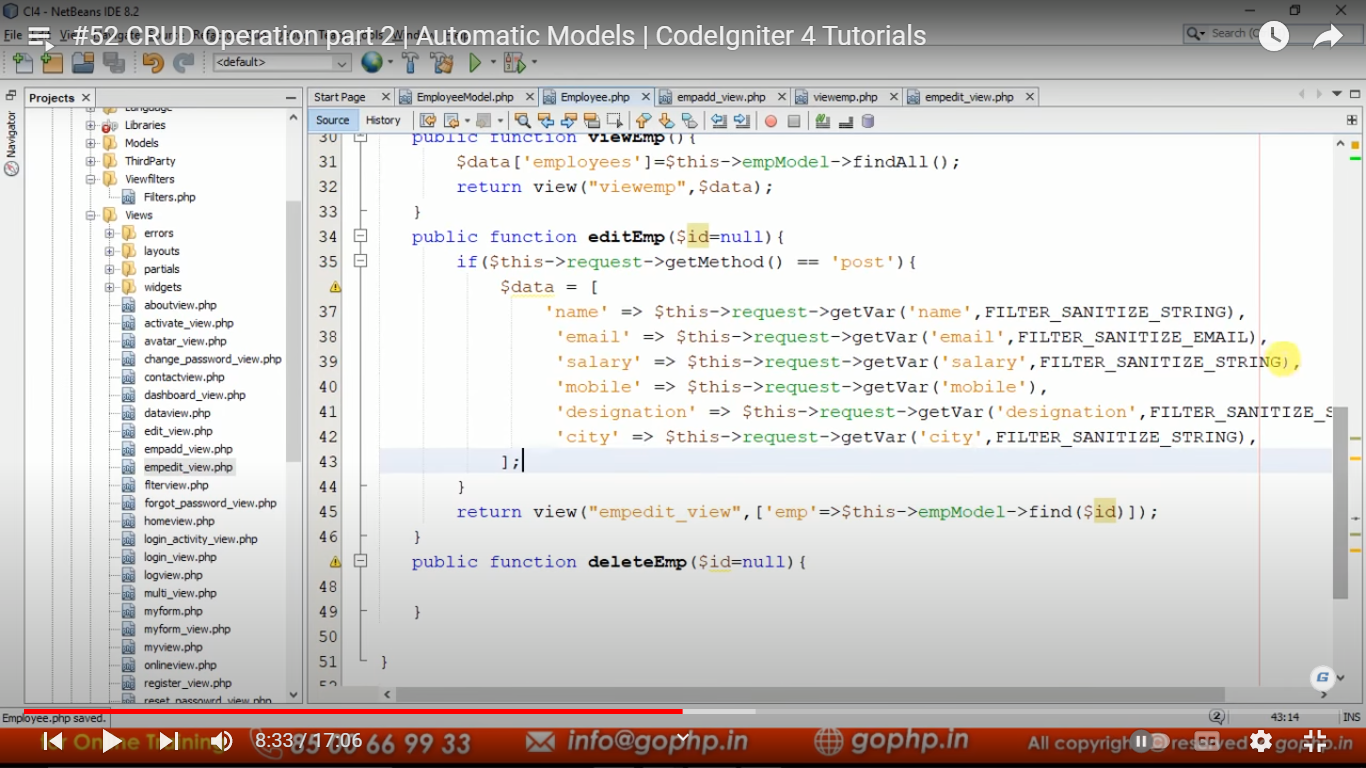 CI4 - NetBeans IDE 8.2
#52 CRUD Operation part 2 | Automatic Models | CodeIgniter 4 Tutorials
File
Search (C
<default>
Projects
Start Page
EmployeeModel.php
Employee.php
empadd_view.php
viewemp.php
empedit_view.php
Source
History
Navigator
Language
Libraries
Models
ThirdParty
Viewfilters
Filters.php
Views
errors
layouts
partials
widgets
aboutview.php
activate_view.php
avatar_view.php
change_password_view.php
contactview.php
dashboard_view.php
dataview.php
edit_view.php
empadd_view.php
empedit_view.php
flterview.php
forgot_password_view.php
homeview.php
login_activity_view.php
login_view.php
logview.php
multi_view.php
myform.php
myform_view.php
myview.php
onlineview.php
register_view.php
reset_passowrd_view.php
30 public function viewEmp(){
31 $data['employees']=$this->empModel->findAll();
32 return view("viewemp",$data);
33 }
34 public function editEmp($id=null){
35 if($this->request->getMethod() == 'post'){
$data = [
37 'name' => $this->request->getVar('name',FILTER_SANITIZE_STRING),
38 'email' => $this->request->getVar('email',FILTER_SANITIZE_EMAIL),
39 'salary' => $this->request->getVar('salary',FILTER_SANITIZE_STRING),
40 'mobile' => $this->request->getVar('mobile'),
41 'designation' => $this->request->getVar('designation',FILTER_SANITIZE_S
42 'city' => $this->request->getVar('city',FILTER_SANITIZE_STRING),
43 ];
44 }
45 return view("empedit_view",['emp'=>$this->empModel->find($id)]);
46 }
public function deleteEmp($id=null){
48
49 }
50
51 }
52
Employee.php saved.
2
43:14
INS
for Online Training
8:33 / 17:06
66 99 33
info@gophp.in
gophp.in
All copyright
reserved
gophp.in